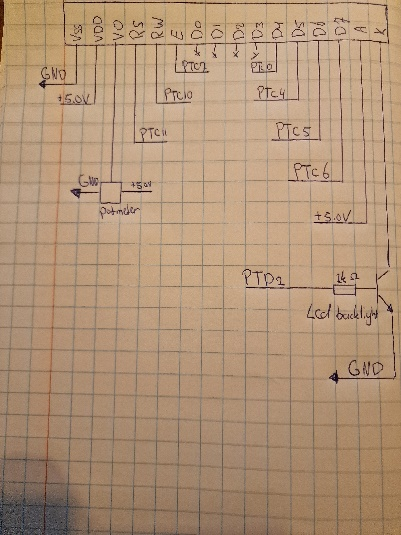 VSS VDD VO RS RW E D0 D1 D2 D3 D4 D5 D6 D7 A K
GND
+5.0V
PTC7
PTC0
PTC10
PTC4
PTC11
PTC5
PTC6
GND
+5.0V
potmeter
+5.0V
PTD2
1kΩ
Lcd backlight
GND